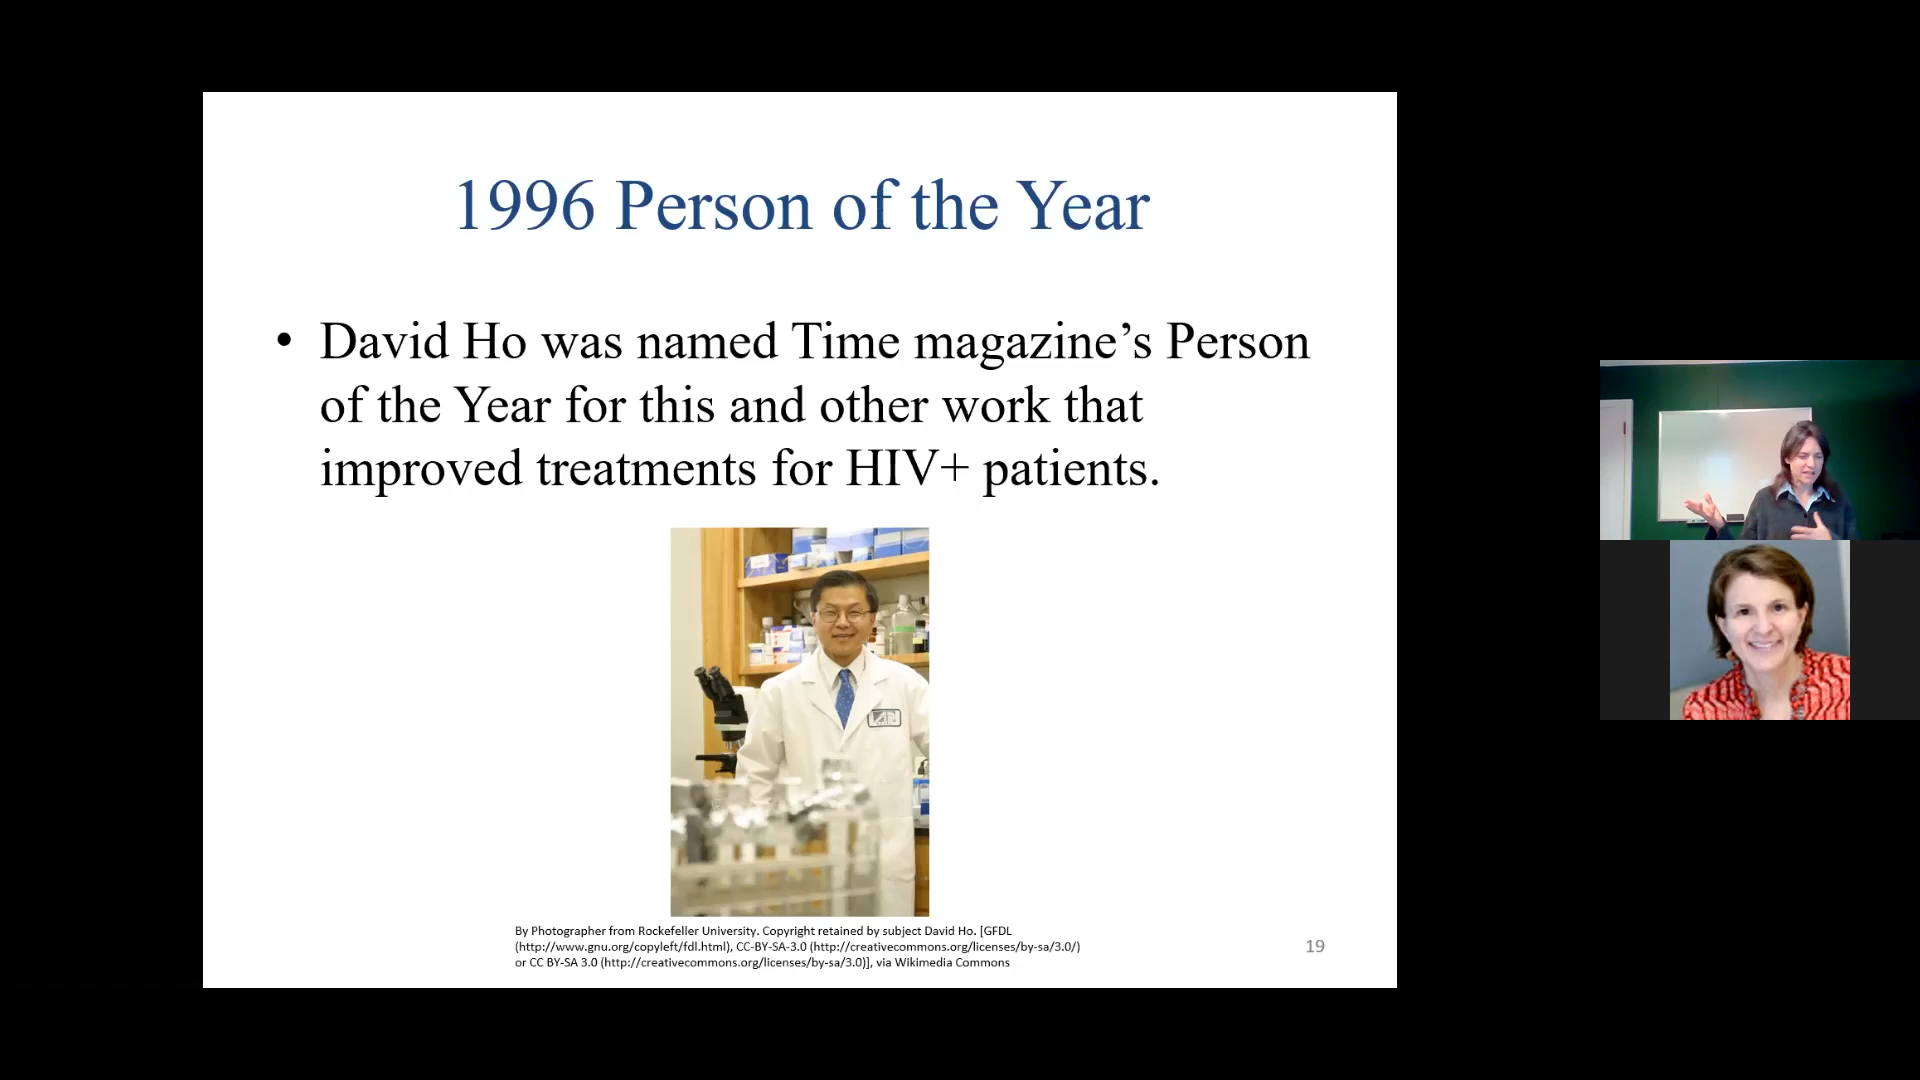 1996 Person of the Year
• David Ho was named Time magazine’s Person
of the Year for this and other work that
improved treatments for HIV+ patients.
By Photographer from Rockefeller University. Copyright retained by subject David Ho. [GFDL
(http://www.gnu.org/copyleft/fdl.html), CC-BY-SA-3.0 (http://creativecommons.org/licenses/by-sa/3.0/)
or CC BY-SA 3.0 (http://creativecommons.org/licenses/by-sa/3.0)], via Wikimedia Commons
19